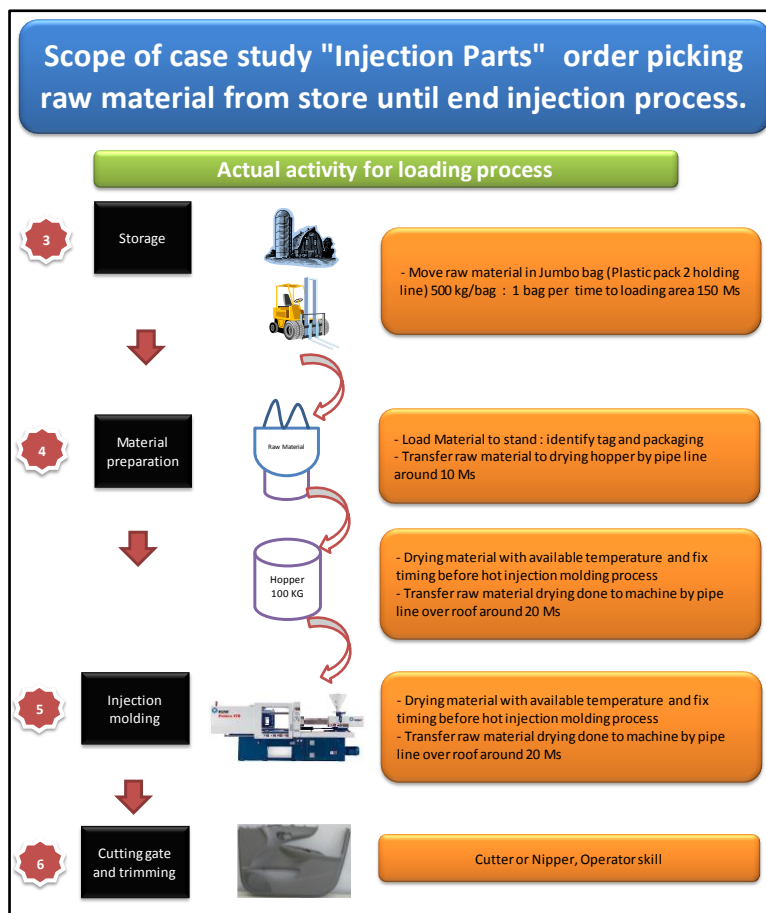 Scope of case study "Injection Parts"  order picking
raw material from store until end injection process.
Actual activity for loading process
3
Storage
- Move raw material in Jumbo bag (Plastic pack 2 holding
line) 500 kg/bag  :  1 bag per  time to loading area 150 Ms
4
Material
preparation
Raw Material
- Load Material to stand : identify tag and packaging
- Transfer raw material to drying hopper by pipe line
around 10 Ms
Hopper
100 KG
- Drying material with available temperature  and fix
timing before hot injection molding process
- Transfer raw material drying done to machine by pipe
line over roof around 20 Ms
5
Injection
molding
- Drying material with available temperature  and fix
timing before hot injection molding process
- Transfer raw material drying done to machine by pipe
line over roof around 20 Ms
6
Cutting gate
and trimming
Cutter or Nipper, Operator skill